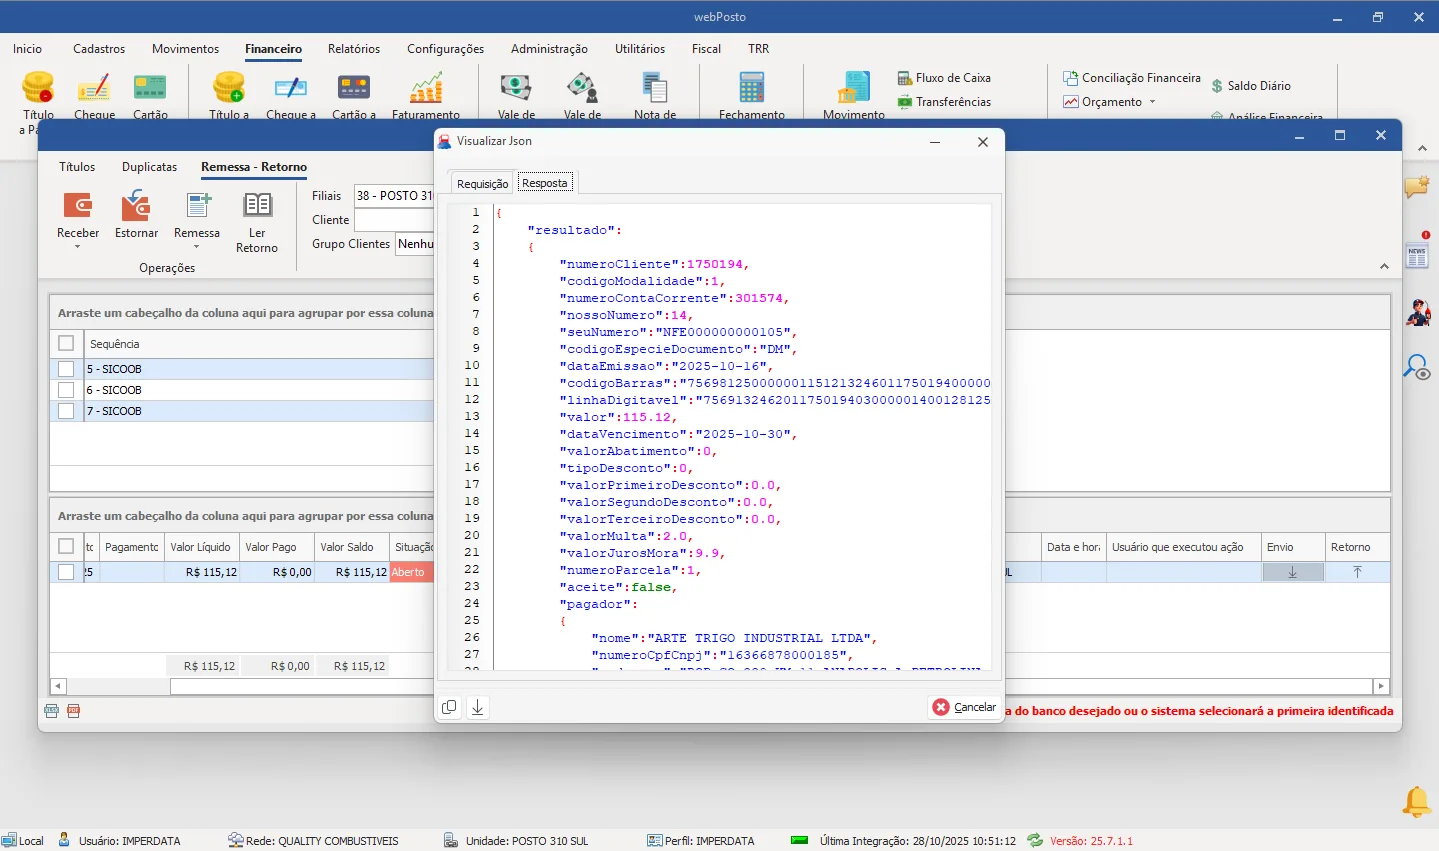 webPosto
Inicio Cadastros Movimentos Financeiro Relatórios Configurações Administração Utilitários Fiscal TRR
Fluxo de Caixa Conciliação Financeira
Saldo Diário
Transferências Orçamento
Título Cheque Cartão Título a Cheque a Cartão a Faturamento Vale de Vale de Nota de Fechamento Movimento Análise Financeira
Visualizar Json
Títulos Duplicatas Remessa - Retorno
Requisição Resposta
Filiais 38 - POSTO 310
Cliente
Receber Estornar Remessa Ler Retorno
Grupo Clientes Nenhu
Operações
Arraste um cabeçalho da coluna aqui para agrupar por essa coluna
Sequência
5 - SICOOB
6 - SICOOB
7 - SICOOB
1 {
2 "resultado":
3 {
4 "numeroCliente":1750194,
5 "codigoModalidade":1,
6 "numeroContaCorrente":301574,
7 "nossoNumero":14,
8 "seuNumero":"NFE000000000105",
9 "codigoEspecieDocumento":"DM",
10 "dataEmissao":"2025-10-16",
11 "codigoBarras":"75698125000000115121324601175019400000
12 "linhaDigitavel":"756913246201175019403000001400128125
13 "valor":115.12,
14 "dataVencimento":"2025-10-30",
15 "valorAbatimento":0,
16 "tipoDesconto":0,
17 "valorPrimeiroDesconto":0.0,
18 "valorSegundoDesconto":0.0,
19 "valorTerceiroDesconto":0.0,
20 "valorMulta":2.0,
21 "valorJurosMora":9.9,
22 "numeroParcela":1,
23 "aceite":false,
24 "pagador":
25 {
26 "nome":"ARTE TRIGO INDUSTRIAL LTDA",
27 "numeroCpfCnpj":"16366878000185",
Cancelar
Arraste um cabeçalho da coluna aqui para agrupar por essa coluna
Pagamento Valor Líquido Valor Pago Valor Saldo Situação Data e hora Usuário que executou ação Envio Retorno
25 R$ 115,12 R$ 0,00 R$ 115,12 Aberto UL
R$ 115,12 R$ 0,00 R$ 115,12
a do banco desejado ou o sistema selecionará a primeira identificada
NEWS
Local Usuário: IMPERDATA Rede: QUALITY COMBUSTIVEIS Unidade: POSTO 310 SUL Perfil: IMPERDATA Última Integração: 28/10/2025 10:51:12 Versão: 25.7.1.1